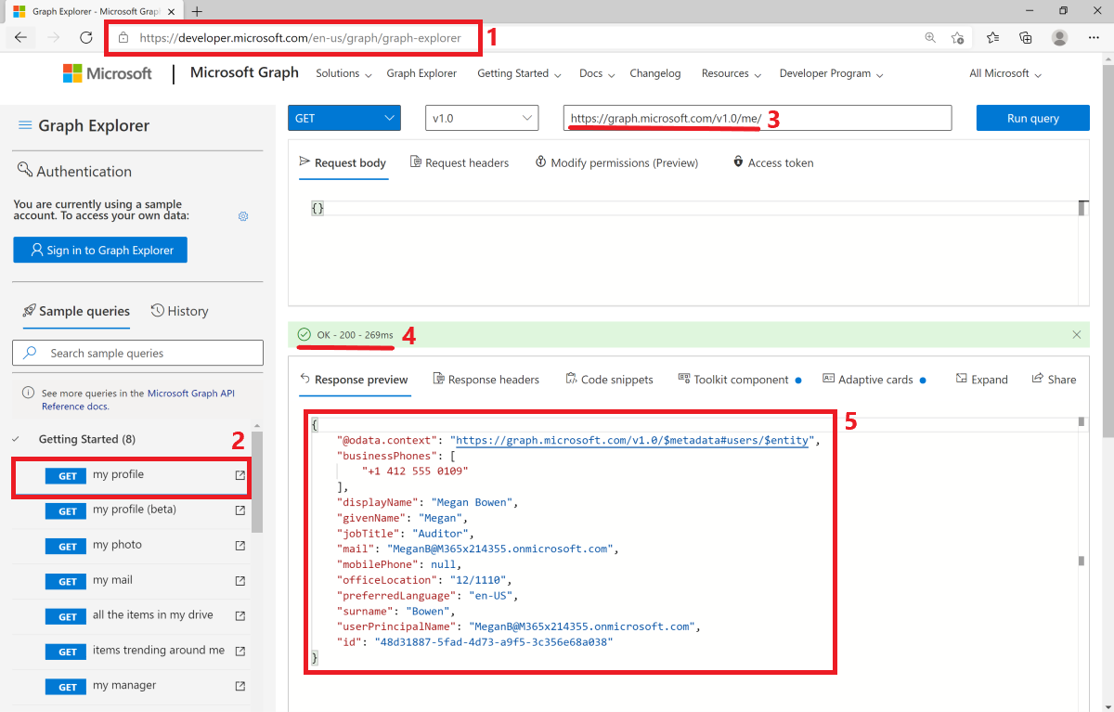 Graph Explorer - Microsoft Graph
https://developer.microsoft.com/en-us/graph/graph-explorer
1
Microsoft
Microsoft Graph
Solutions
Graph Explorer
Getting Started
Docs
Changelog
Resources
Developer Program
All Microsoft
Graph Explorer
Authentication
You are currently using a sample
account. To access your own data:
Sign in to Graph Explorer
Sample queries
History
Search sample queries
See more queries in the Microsoft Graph API
Reference docs.
Getting Started (8)
2
GET my profile
GET my profile (beta)
GET my photo
GET my mail
GET all the items in my drive
GET items trending around me
GET my manager
GET
v1.0
https://graph.microsoft.com/v1.0/me/
3
Run query
Request body
Request headers
Modify permissions (Preview)
Access token
{}
OK - 200 - 269ms
4
Response preview
Response headers
Code snippets
Toolkit component
Adaptive cards
Expand
Share
5
{
"@odata.context": "https://graph.microsoft.com/v1.0/$metadata#users/$entity",
"businessPhones": [
"+1 412 555 0109"
],
"displayName": "Megan Bowen",
"givenName": "Megan",
"jobTitle": "Auditor",
"mail": "MeganB@M365x214355.onmicrosoft.com",
"mobilePhone": null,
"officeLocation": "12/1110",
"preferredLanguage": "en-US",
"surname": "Bowen",
"userPrincipalName": "MeganB@M365x214355.onmicrosoft.com",
"id": "48d31887-5fad-4d73-a9f5-3c356e68a038"
}